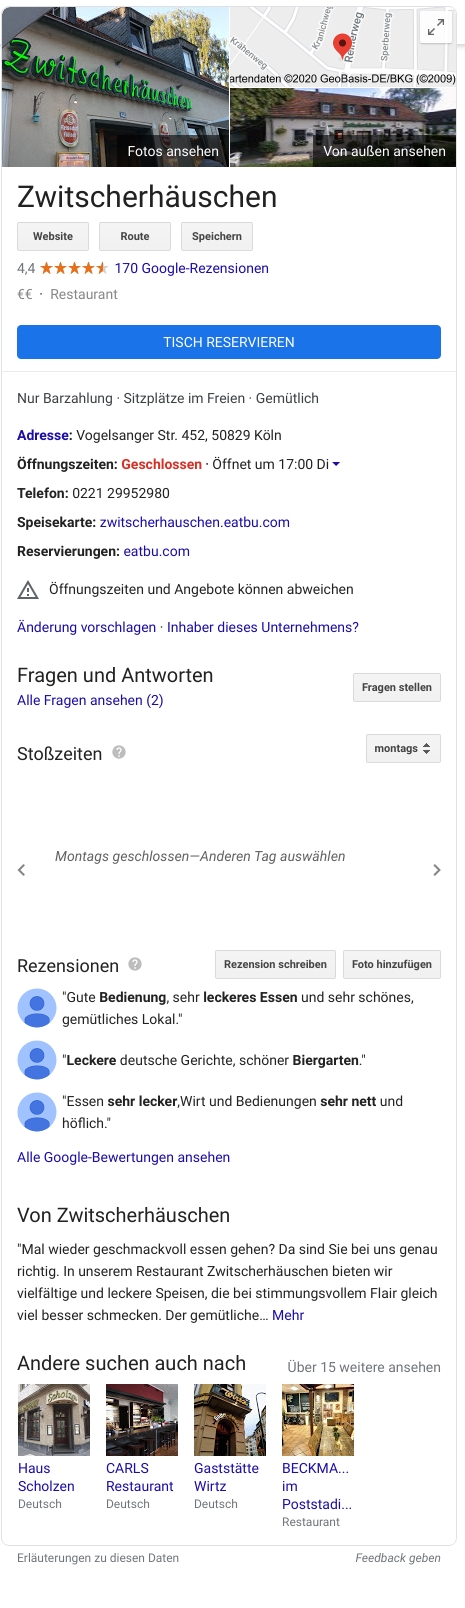 Zwitscherhäuschen
Fotos ansehen
Kranichweg
Reiherweg
Sperberweg
Krähenweg
artendaten ©2020 GeoBasis-DE/BKG (©2009)
Von außen ansehen
Zwitscherhäuschen
Website
Route
Speichern
4,4 ★★★★★ 170 Google-Rezensionen
€€ · Restaurant
TISCH RESERVIEREN
Nur Barzahlung · Sitzplätze im Freien · Gemütlich
Adresse: Vogelsanger Str. 452, 50829 Köln
Öffnungszeiten: Geschlossen · Öffnet um 17:00 Di
Telefon: 0221 29952980
Speisekarte: zwitscherhauschen.eatbu.com
Reservierungen: eatbu.com
Öffnungszeiten und Angebote können abweichen
Änderung vorschlagen · Inhaber dieses Unternehmens?
Fragen und Antworten
Alle Fragen ansehen (2)
Fragen stellen
Stoßzeiten ?
montags
Montags geschlossen—Anderen Tag auswählen
Rezensionen ?
Rezension schreiben
Foto hinzufügen
"Gute Bedienung, sehr leckeres Essen und sehr schönes,
gemütliches Lokal."
"Leckere deutsche Gerichte, schöner Biergarten."
"Essen sehr lecker,Wirt und Bedienungen sehr nett und
höflich."
Alle Google-Bewertungen ansehen
Von Zwitscherhäuschen
"Mal wieder geschmackvoll essen gehen? Da sind Sie bei uns genau
richtig. In unserem Restaurant Zwitscherhäuschen bieten wir
vielfältige und leckere Speisen, die bei stimmungsvollem Flair gleich
viel besser schmecken. Der gemütliche… Mehr
Andere suchen auch nach
Über 15 weitere ansehen
Haus
Scholzen
Deutsch
CARLS
Restaurant
Deutsch
Gaststätte
Wirtz
Deutsch
BECKMA...
im
Poststadi...
Restaurant
Erläuterungen zu diesen Daten
Feedback geben